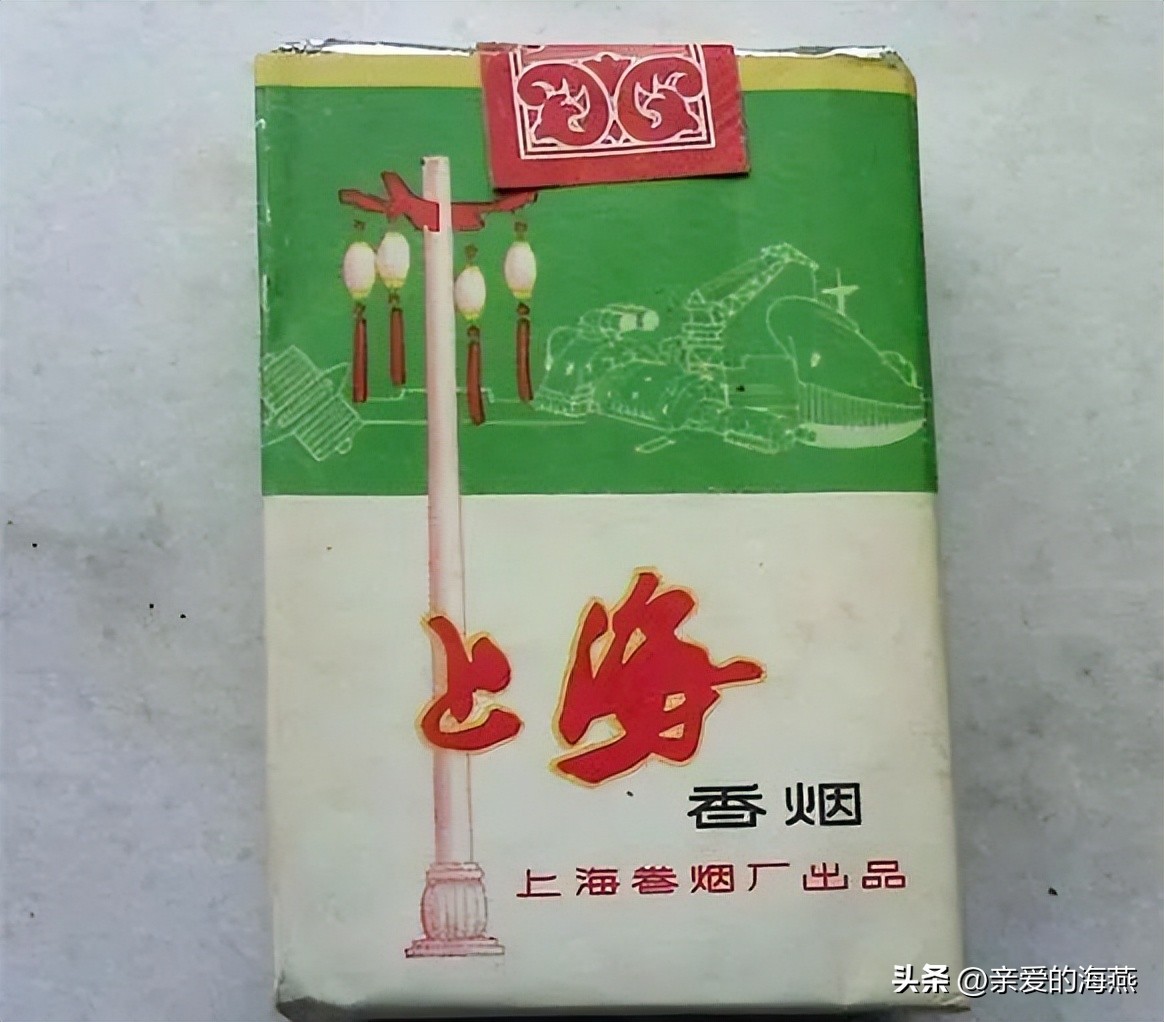 上海
香烟
上海卷烟厂出品
头条 @亲爱的海燕